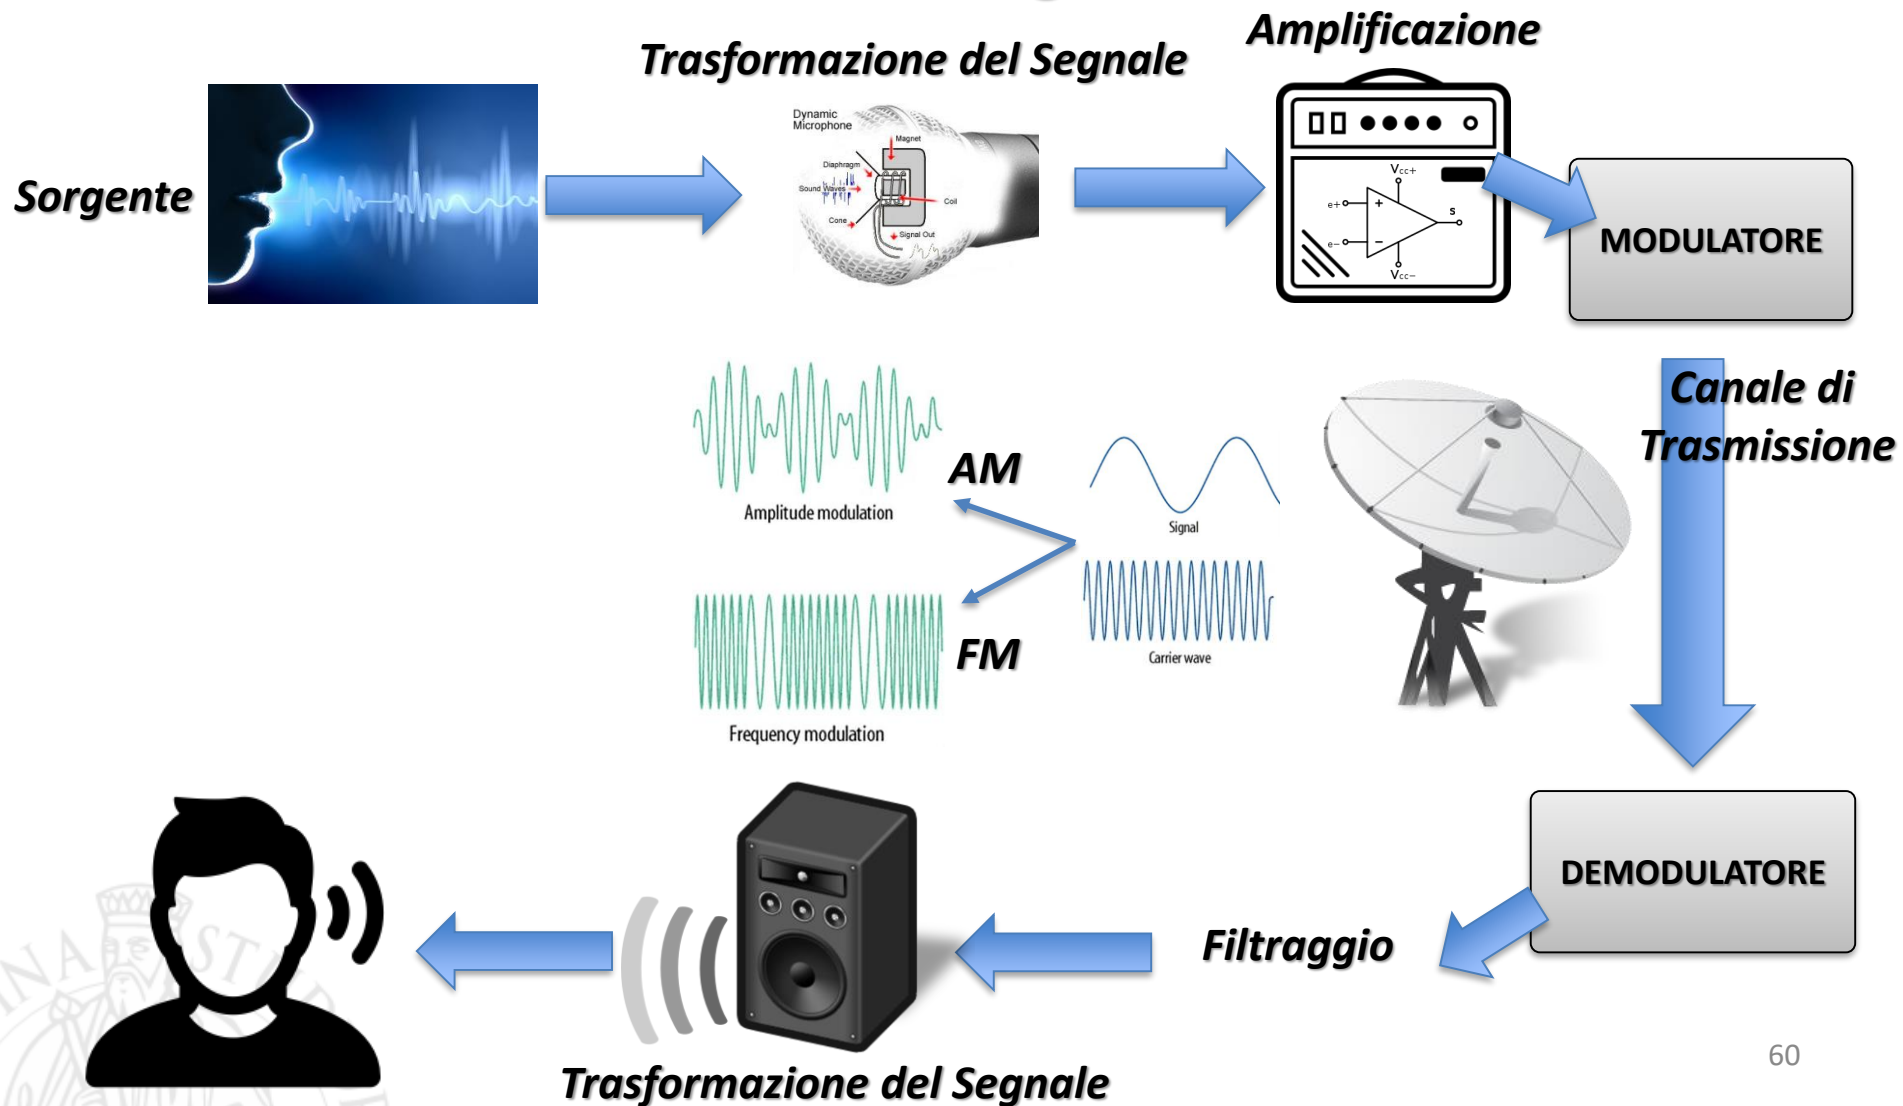 Amplificazione
Trasformazione del Segnale
Sorgente
Dynamic
Microphone
Magnet
Diaphragm
Sound Waves
Coil
Cone
Signal Out
Vcc+
e+
+
S
e−
−
Vcc−
MODULATORE
Canale di
Trasmissione
AM
Amplitude modulation
Signal
FM
Carrier wave
Frequency modulation
DEMODULATORE
Filtraggio
Trasformazione del Segnale
60